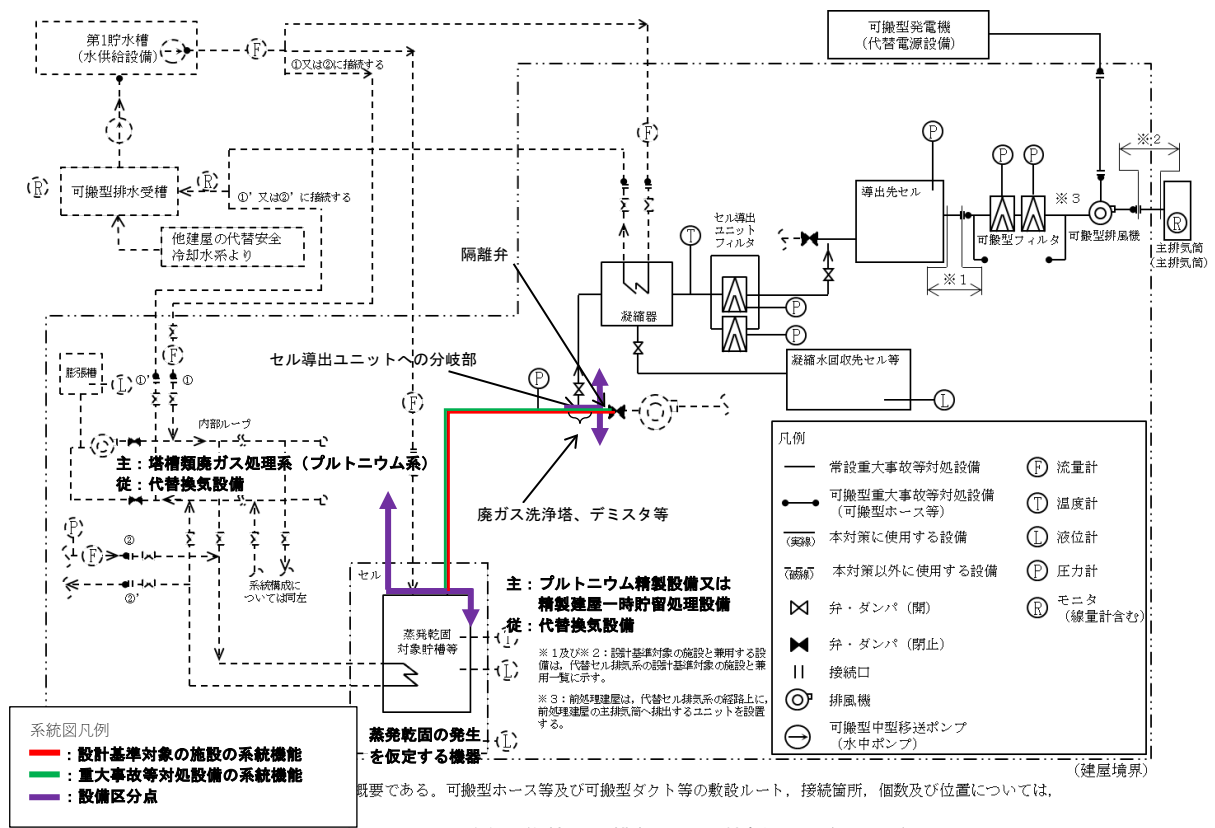 第1貯水槽
(水供給設備)
F
①又は②に接続する
可搬型発電機
(代替電源設備)
F
R
可搬型排水受槽
R
①’又は②’に接続する
他建屋の代替安全
冷却水系より
P
導出先セル
P
P
※2
※3
可搬型フィルタ
可搬型排風機
R
主排気筒
(主排気筒)
※1
セル導出
ユニット
フィルタ
T
隔離弁
凝縮器
P
P
凝縮水回収先セル等
L
セル導出ユニットへの分岐部
P
F
膨張槽
L
①’
①
F
内部ループ
主：塔槽類廃ガス処理系（プルトニウム系）
従：代替換気設備
廃ガス洗浄塔、デミスタ等
P
F
②
②’
系統構成に
ついては同左
セル
蒸発乾固
対象貯槽等
T
L
L
主：プルトニウム精製設備又は
精製建屋一時貯留処理設備
従：代替換気設備
※1及び※2：設計基準対象の施設と兼用する設
備は，代替セル排気系の設計基準対象の施設と兼
用一覧に示す。
※3：前処理建屋は，代替セル排気系の経路上に，
前処理建屋の主排気筒へ排出するユニットを設置
する。
蒸発乾固の発生
を仮定する機器
凡例
常設重大事故等対処設備
可搬型重大事故等対処設備
（可搬型ホース等）
(実線)
本対策に使用する設備
(破線)
本対策以外に使用する設備
弁・ダンパ（開）
弁・ダンパ（閉止）
接続口
排風機
可搬型中型移送ポンプ
（水中ポンプ）
F 流量計
T 温度計
L 液位計
P 圧力計
R モニタ
（線量計含む）
(建屋境界)
系統図凡例
：設計基準対象の施設の系統機能
：重大事故等対処設備の系統機能
：設備区分点
概要である。可搬型ホース等及び可搬型ダクト等の敷設ルート，接続箇所，個数及び位置については，